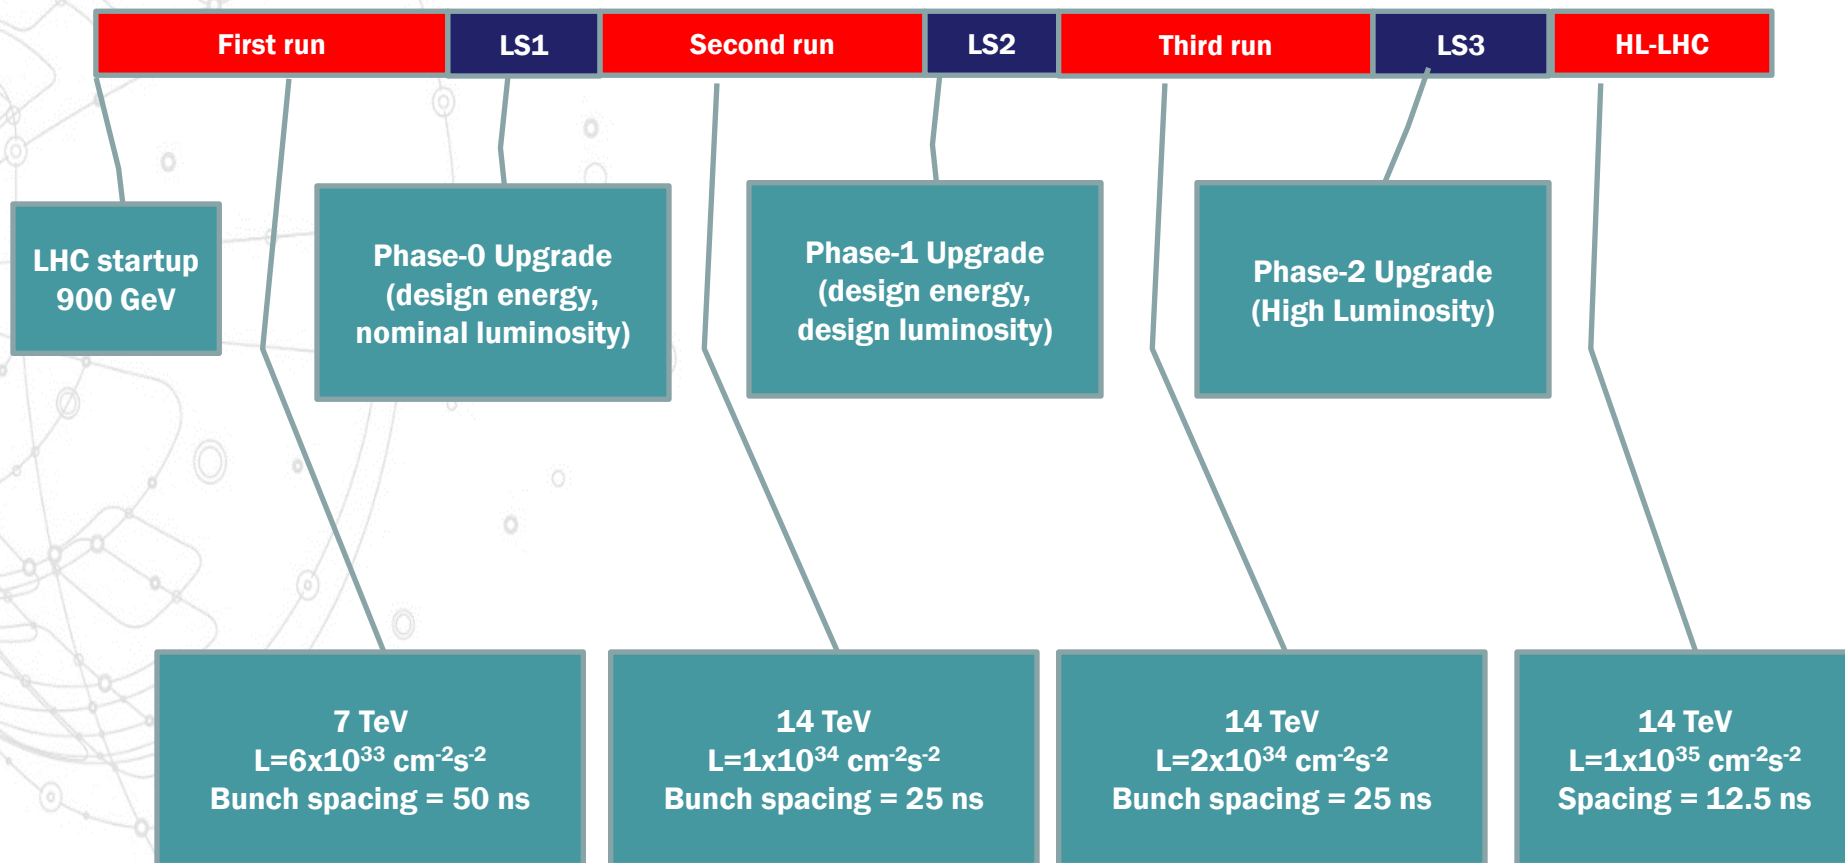 First run
LS1
Second run
LS2
Third run
LS3
HL-LHC
LHC startup
900 GeV
Phase-0 Upgrade
(design energy,
nominal luminosity)
Phase-1 Upgrade
(design energy,
design luminosity)
Phase-2 Upgrade
(High Luminosity)
7 TeV
L=6x10³³ cm⁻²s⁻²
Bunch spacing = 50 ns
14 TeV
L=1x10³⁴ cm⁻²s⁻²
Bunch spacing = 25 ns
14 TeV
L=2x10³⁴ cm⁻²s⁻²
Bunch spacing = 25 ns
14 TeV
L=1x10³⁵ cm⁻²s⁻²
Spacing = 12.5 ns